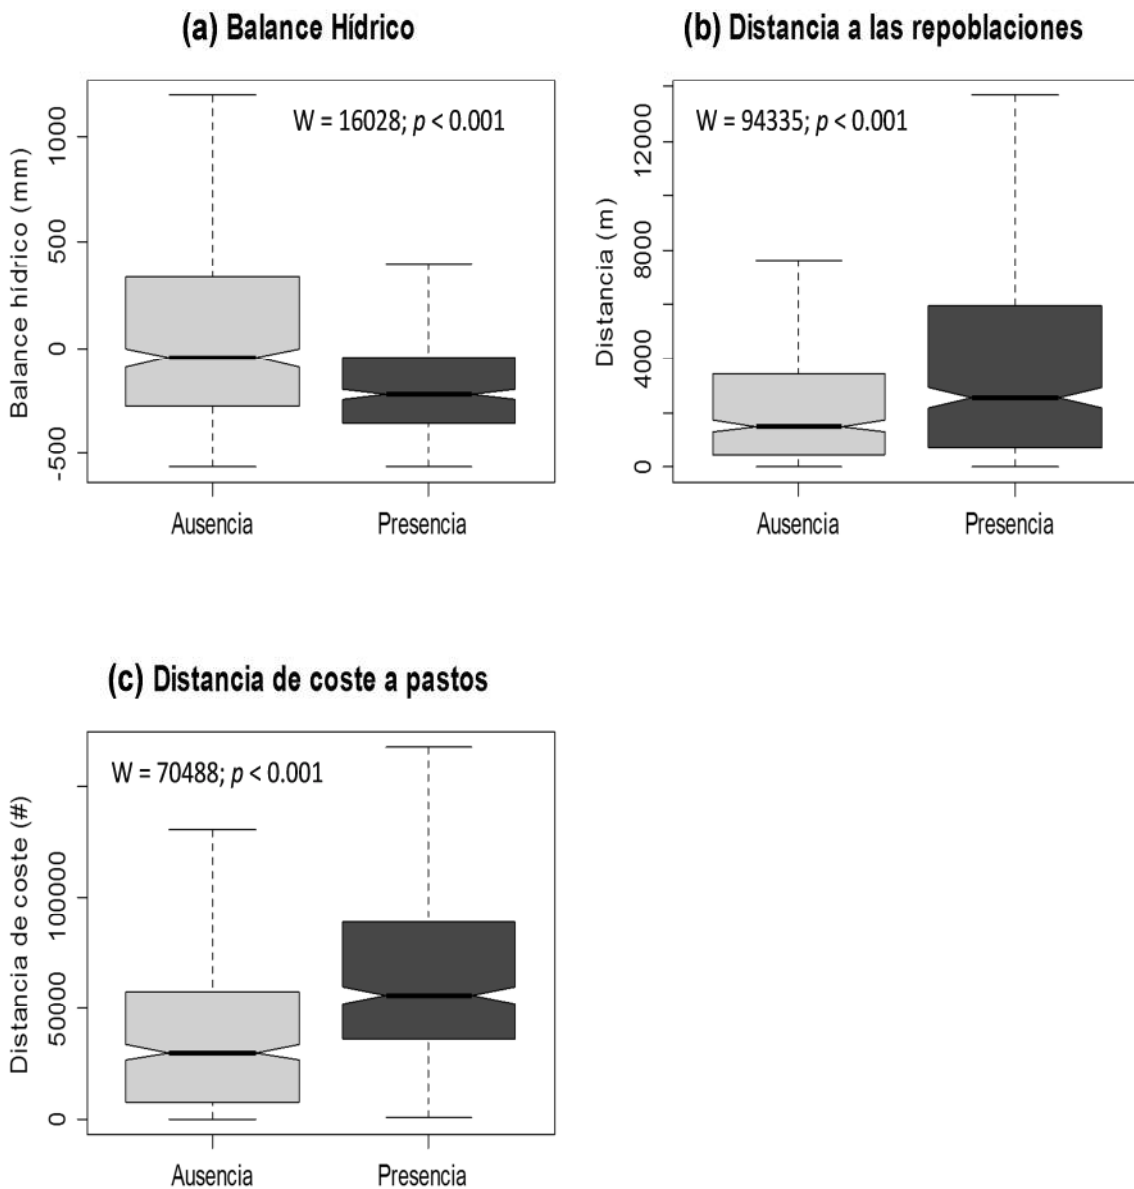 (a) Balance Hídrico
W = 16028; p < 0.001
Balance hídrico (mm)
1000
500
0
-500
Ausencia
Presencia
(b) Distancia a las repoblaciones
W = 94335; p < 0.001
Distancia (m)
12000
8000
4000
0
Ausencia
Presencia
(c) Distancia de coste a pastos
W = 70488; p < 0.001
Distancia de coste (#)
100000
50000
0
Ausencia
Presencia